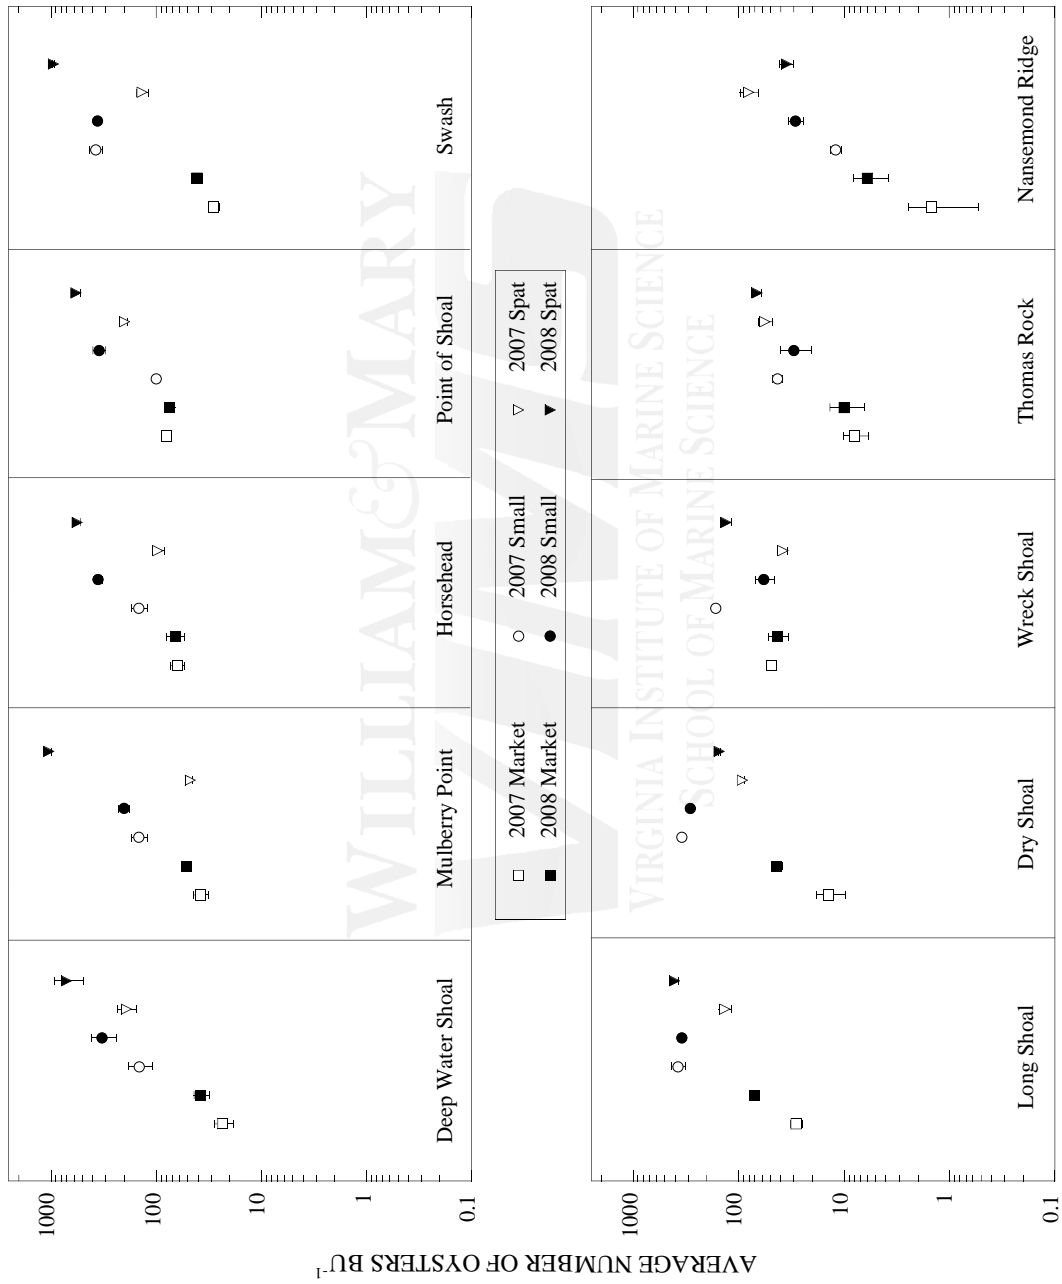 AVERAGE NUMBER OF OYSTERS BU-1
1000
100
10
1
0.1
Deep Water Shoal
Mulberry Point
Horsehead
Point of Shoal
Swash
WILLIAM & MARY
VIMS
VIRGINIA INSTITUTE OF MARINE SCIENCE
SCHOOL OF MARINE SCIENCE
2007 Market
2007 Small
2007 Spat
2008 Market
2008 Small
2008 Spat
1000
100
10
1
0.1
Long Shoal
Dry Shoal
Wreck Shoal
Thomas Rock
Nansemond Ridge